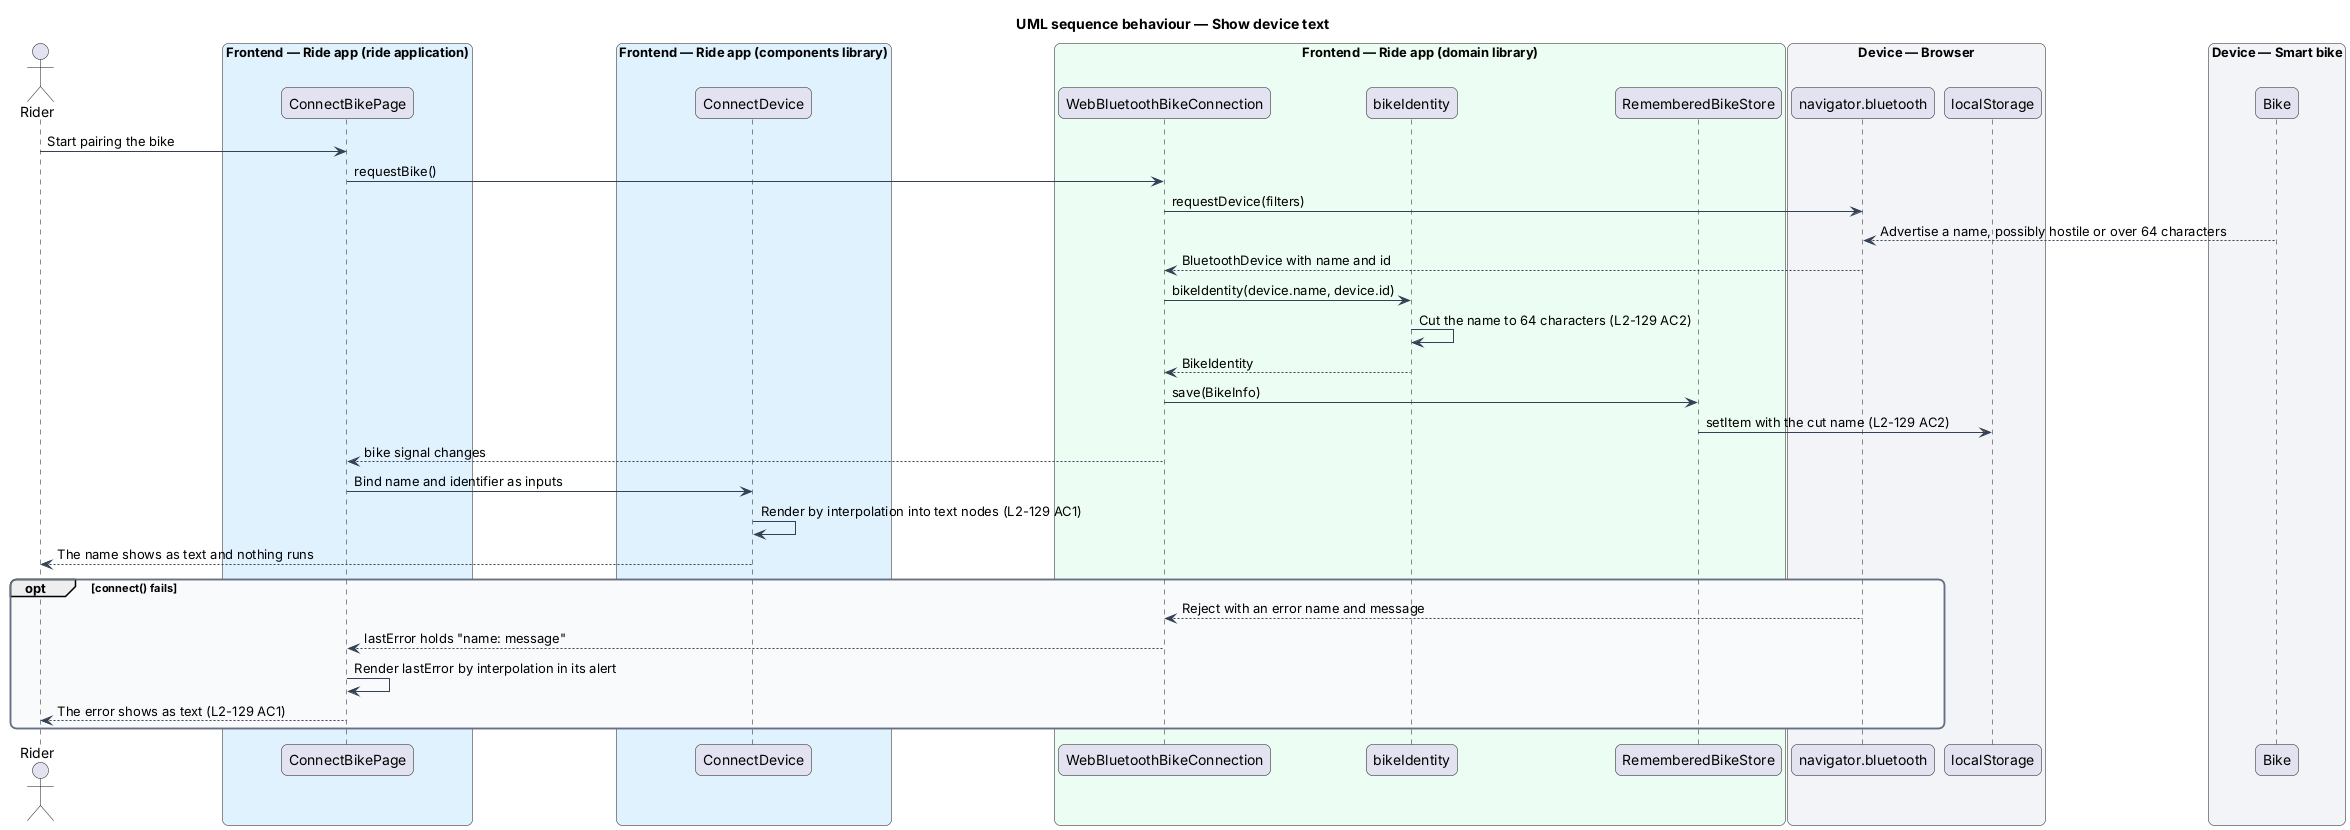 UML sequence behaviour — Show device text
Frontend — Ride app (ride application)
Frontend — Ride app (components library)
Frontend — Ride app (domain library)
Device — Browser
Device — Smart bike
Rider
ConnectBikePage
ConnectDevice
WebBluetoothBikeConnection
bikeIdentity
RememberedBikeStore
navigator.bluetooth
localStorage
Bike
Start pairing the bike
requestBike()
requestDevice(filters)
Advertise a name, possibly hostile or over 64 characters
BluetoothDevice with name and id
bikeIdentity(device.name, device.id)
Cut the name to 64 characters (L2-129 AC2)
BikeIdentity
save(BikeInfo)
setItem with the cut name (L2-129 AC2)
bike signal changes
Bind name and identifier as inputs
Render by interpolation into text nodes (L2-129 AC1)
The name shows as text and nothing runs
opt [connect() fails]
Reject with an error name and message
lastError holds "name: message"
Render lastError by interpolation in its alert
The error shows as text (L2-129 AC1)
Rider
ConnectBikePage
ConnectDevice
WebBluetoothBikeConnection
bikeIdentity
RememberedBikeStore
navigator.bluetooth
localStorage
Bike